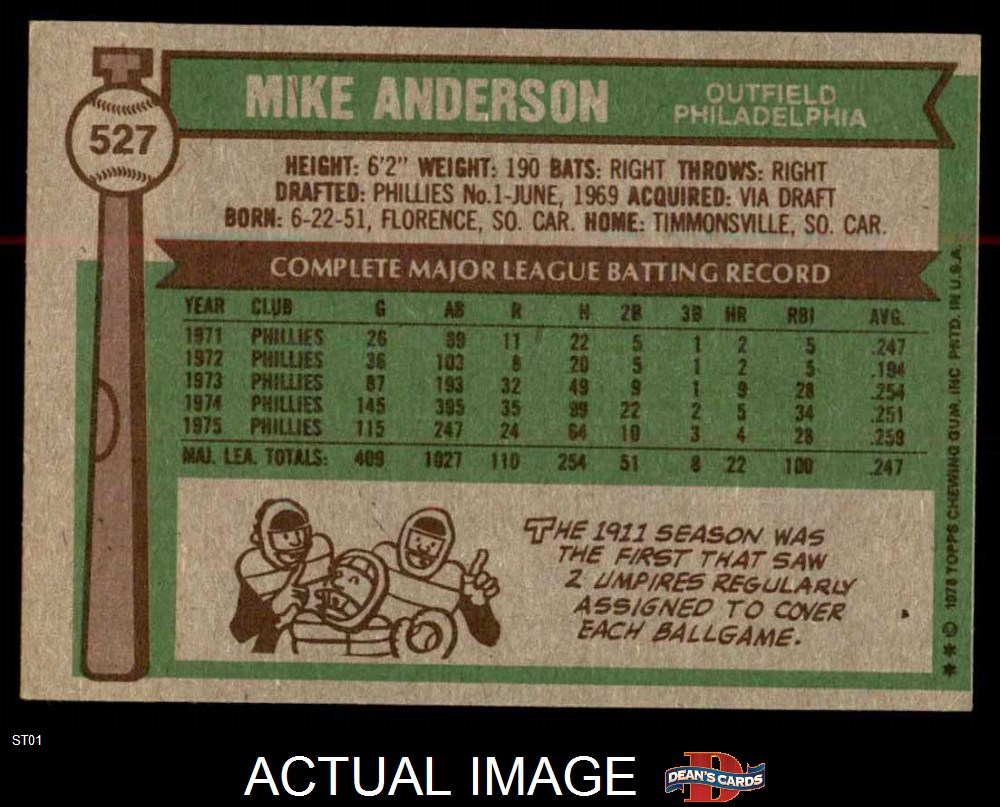 T
527
MIKE ANDERSON
OUTFIELD
PHILADELPHIA
HEIGHT: 6'2" WEIGHT: 190 BATS: RIGHT THROWS: RIGHT
DRAFTED: PHILLIES No.1-JUNE, 1969 ACQUIRED: VIA DRAFT
BORN: 6-22-51, FLORENCE, SO. CAR. HOME: TIMMONSVILLE, SO. CAR.
COMPLETE MAJOR LEAGUE BATTING RECORD
YEAR CLUB G AB R H 2B 3B HR RBI AVG.
1971 PHILLIES 26 89 11 22 5 1 2 5 .247
1972 PHILLIES 36 103 8 20 5 1 2 5 .194
1973 PHILLIES 87 193 32 49 9 1 9 28 .254
1974 PHILLIES 145 395 35 99 22 2 5 34 .251
1975 PHILLIES 115 247 24 64 10 3 4 28 .259
MAJ. LEA. TOTALS: 409 1027 110 254 51 8 22 100 .247
THE 1911 SEASON WAS
THE FIRST THAT SAW
2 UMPIRES REGULARLY
ASSIGNED TO COVER
EACH BALLGAME.
** © 1976 TOPPS CHEWING GUM, INC PRTD. IN U.S.A.
ST01
ACTUAL IMAGE
DEAN'S CARDS